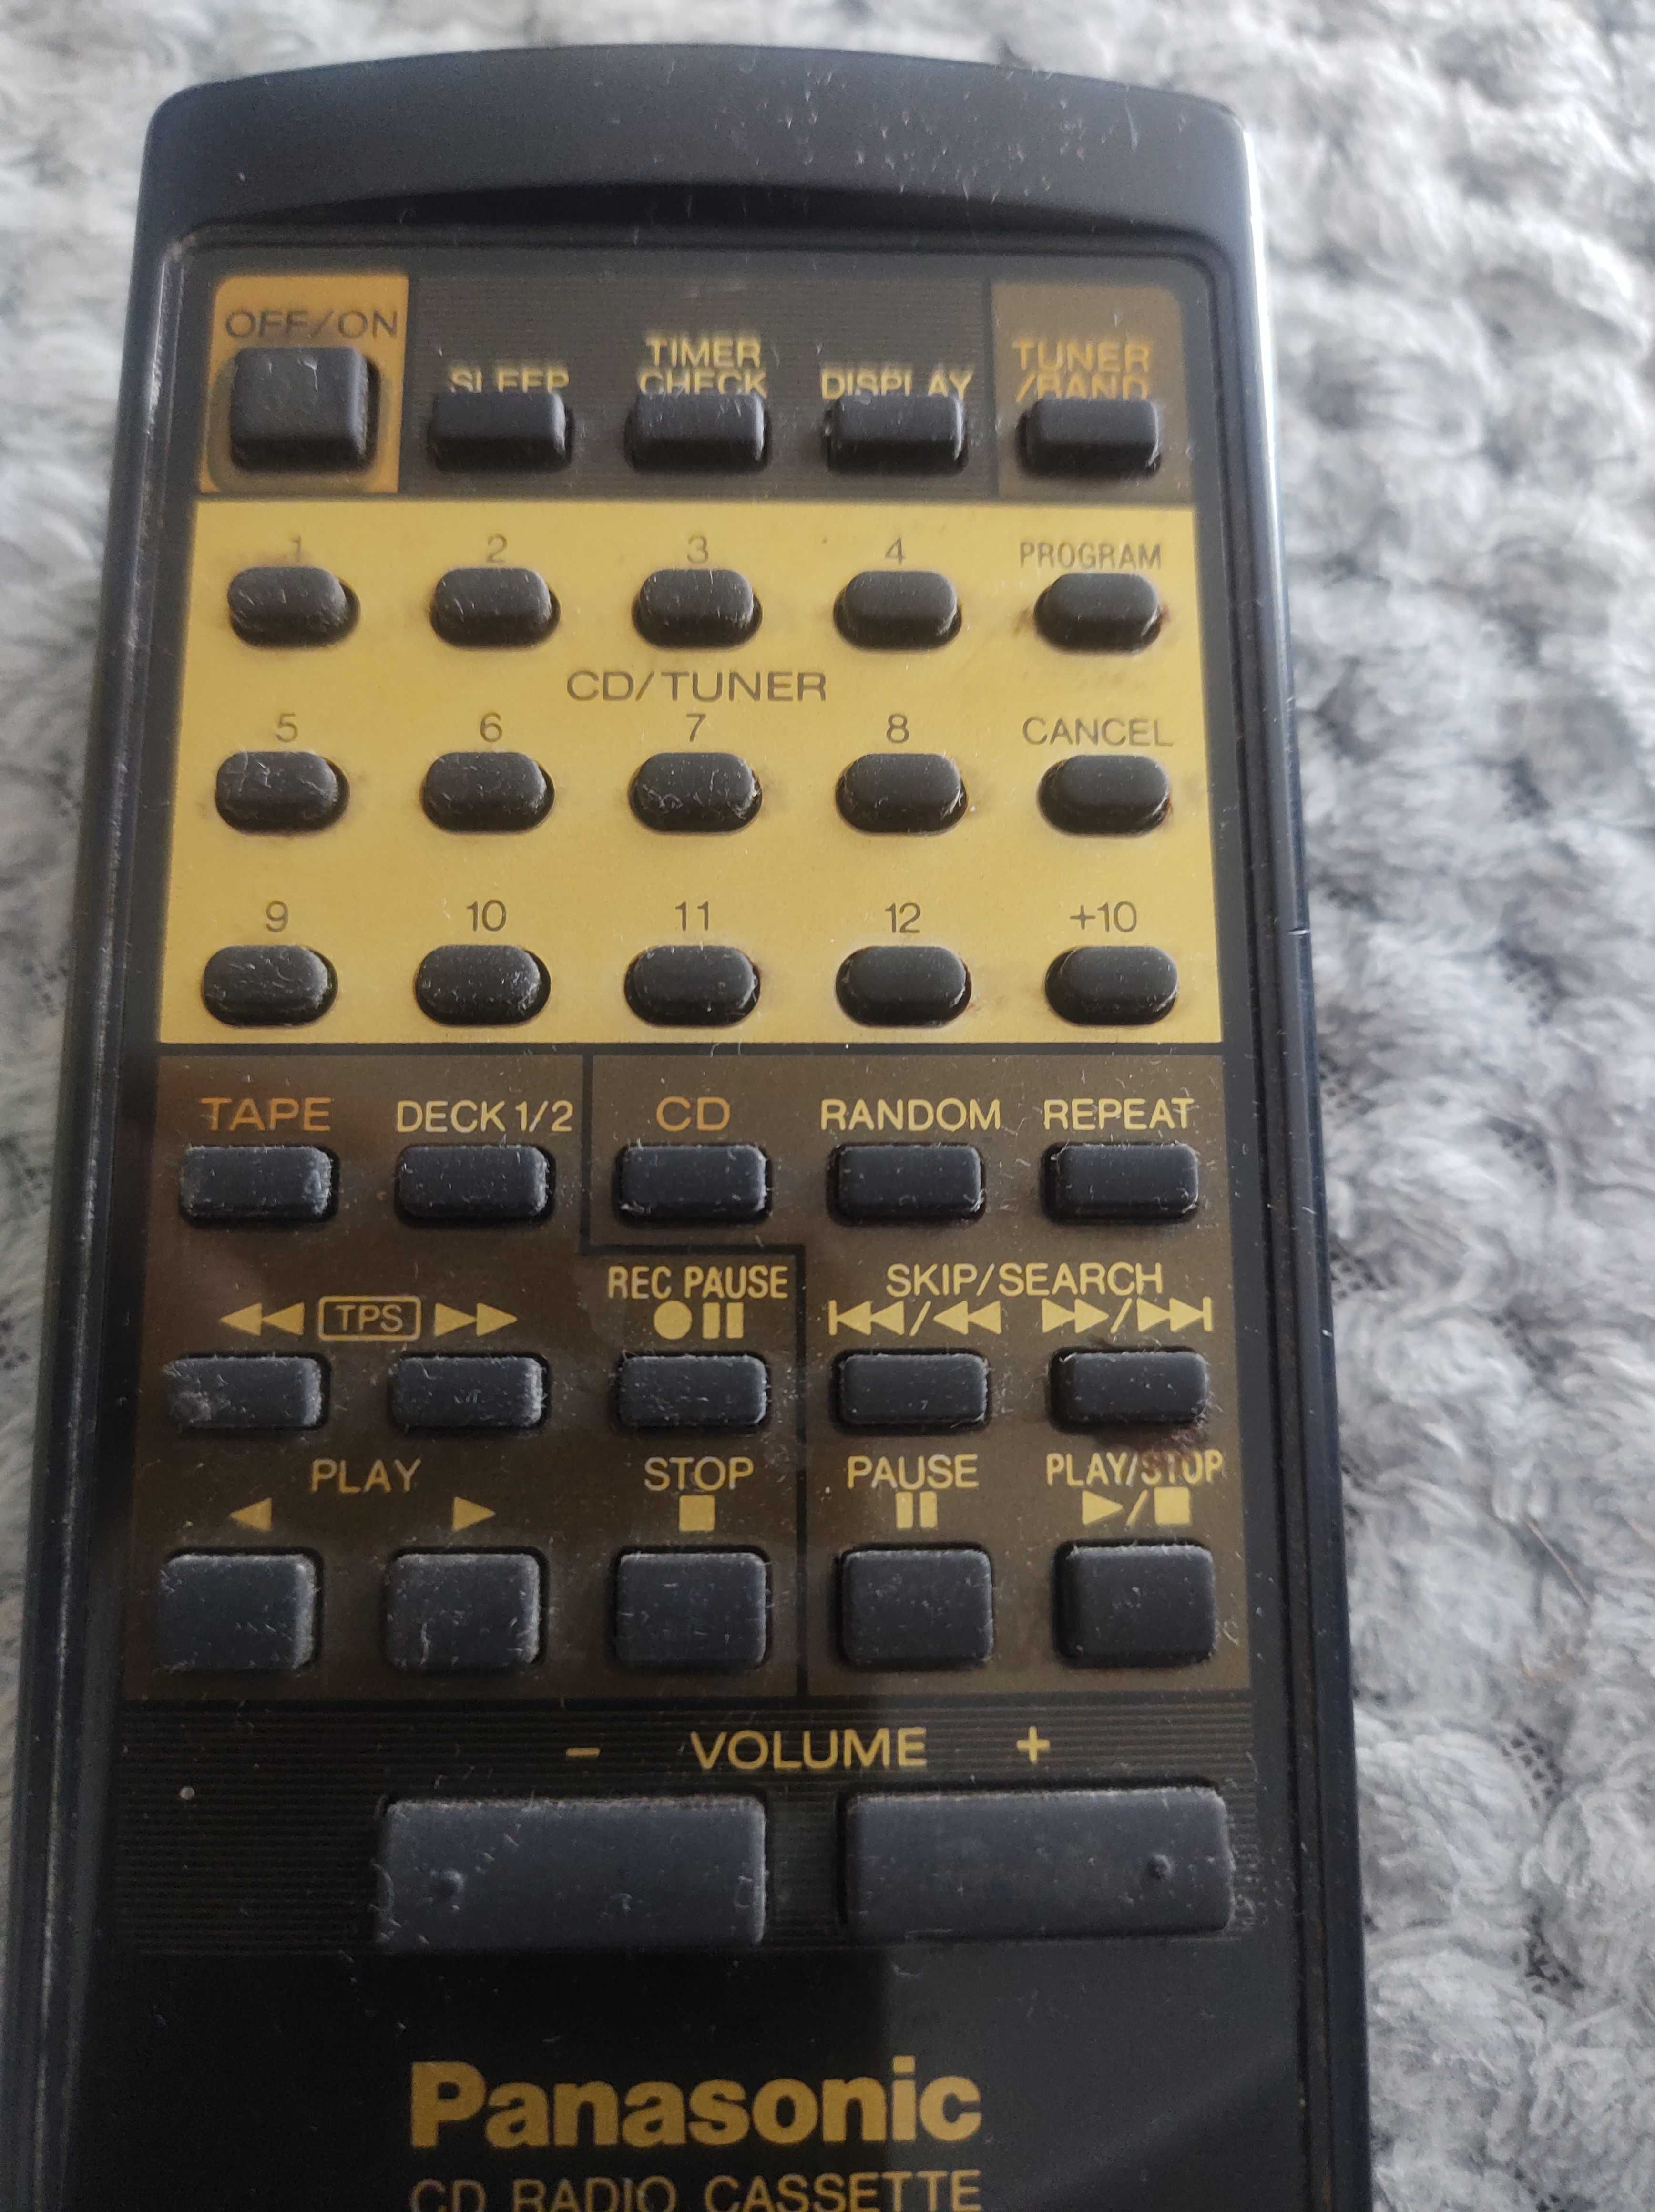 OFF/ON
SLEEP
TIMER
CHECK
DISPLAY
TUNER
/BAND
1 2 3 4 PROGRAM
CD/TUNER
5 6 7 8 CANCEL
9 10 11 12 +10
TAPE DECK 1/2 CD RANDOM REPEAT
TPS
REC PAUSE
SKIP/SEARCH
PLAY STOP PAUSE PLAY/STOP
- VOLUME +
Panasonic
CD RADIO CASSETTE